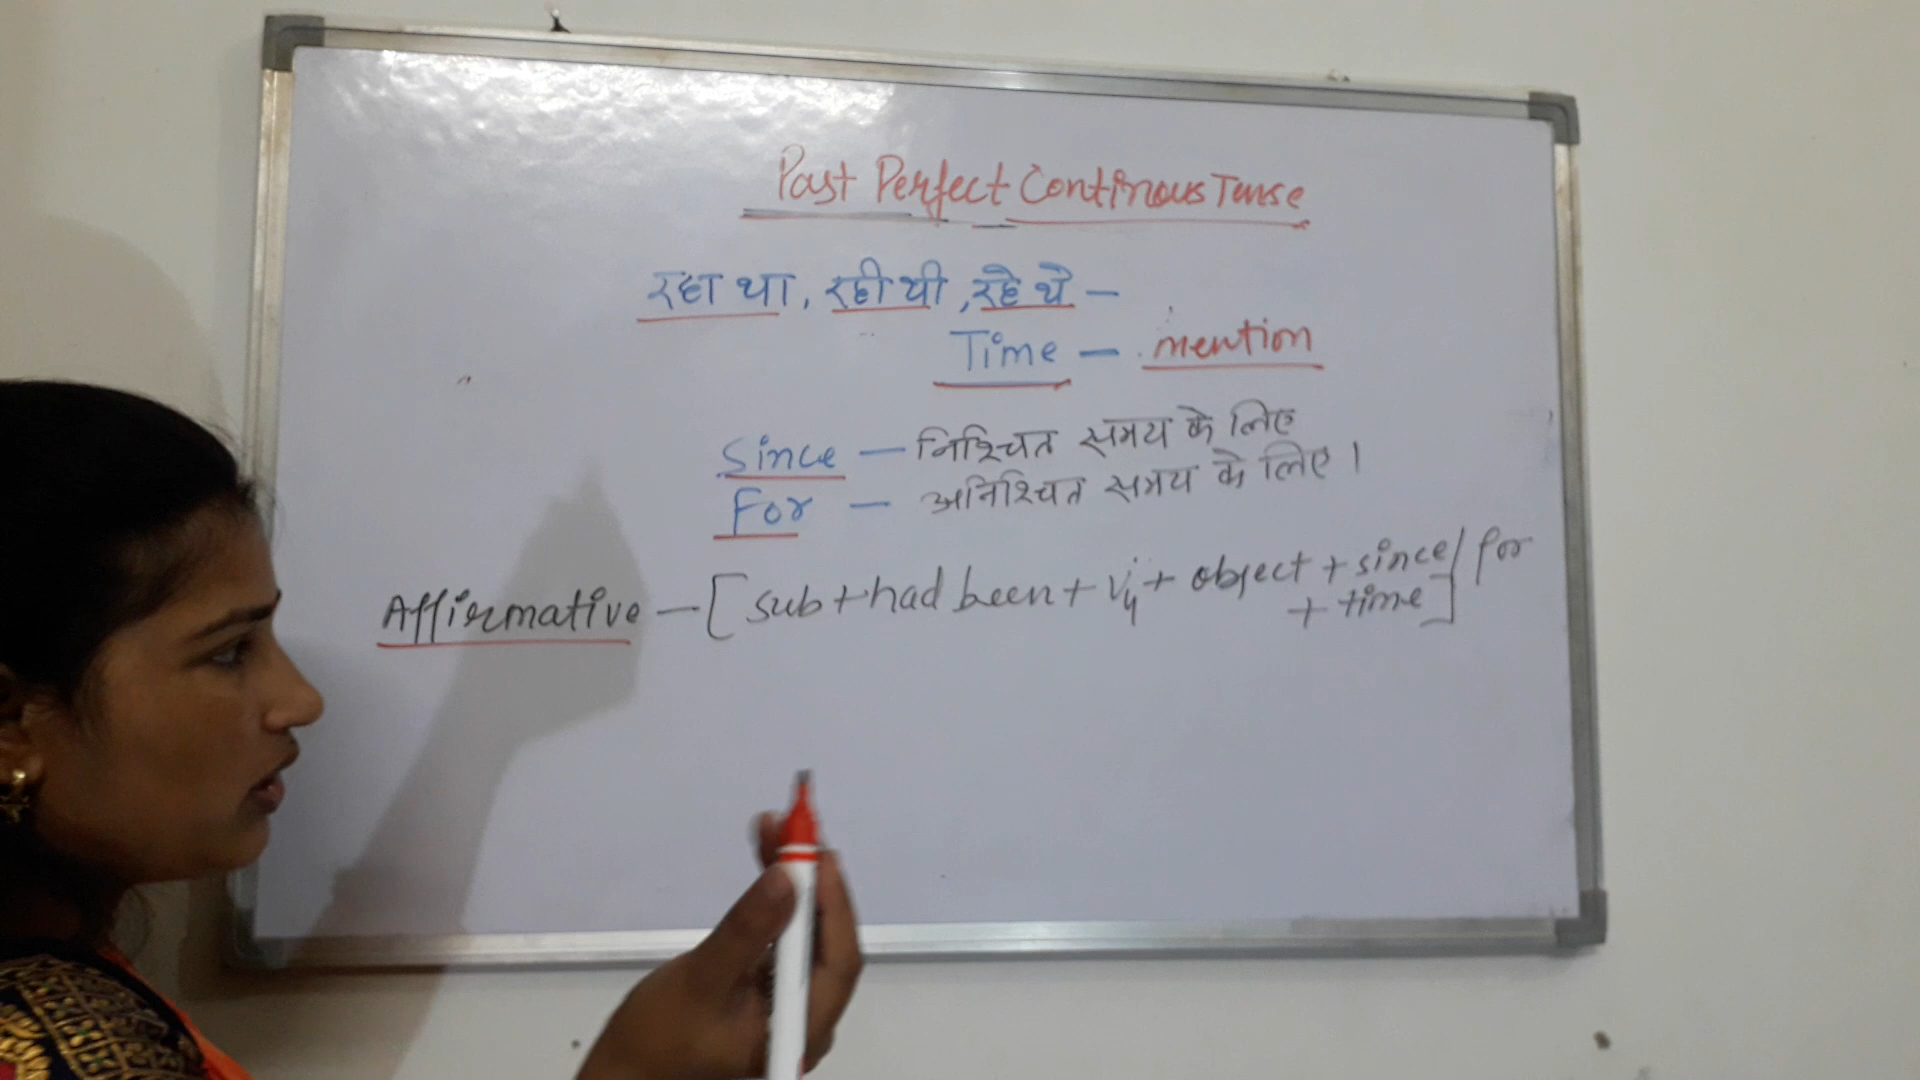 Past Perfect Continous Tense
रहा था, रही थी, रहे थे –
Time – mention
Since – निश्चित समय के लिए
For – अनिश्चित समय के लिए ।
Affirmative – [sub + had been + V4 + object + since / for
+ time]